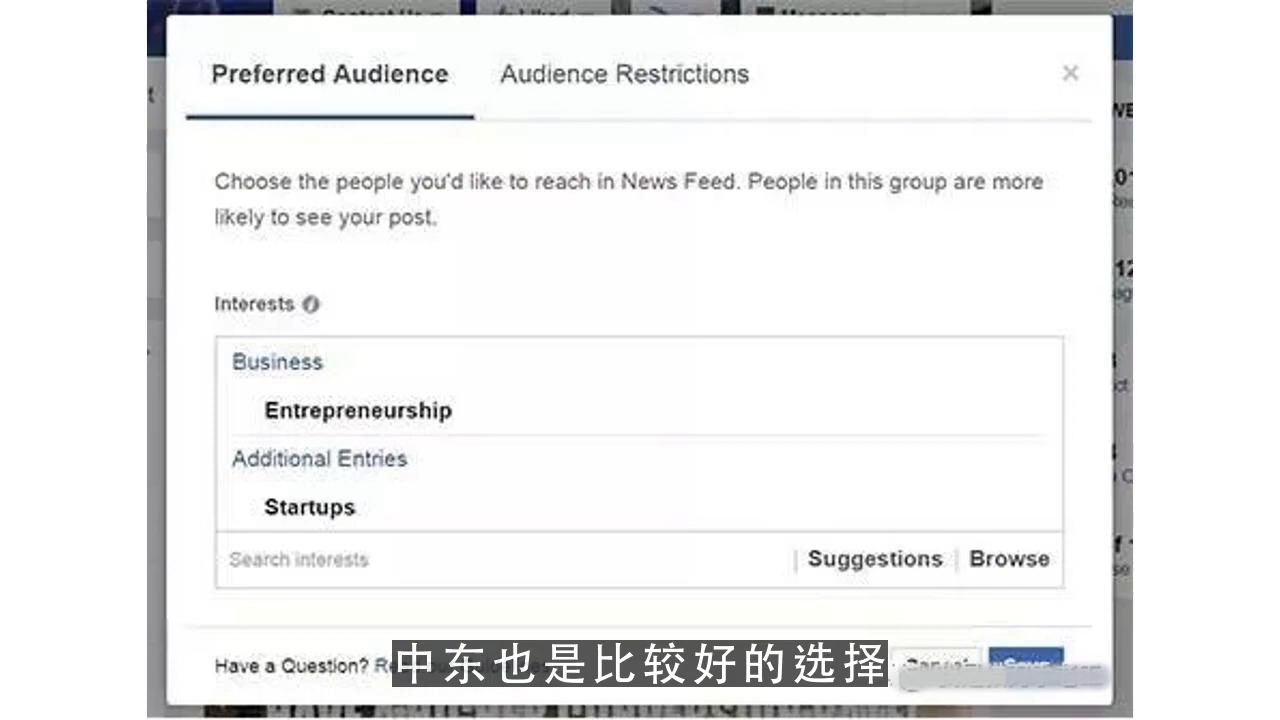 Preferred Audience Audience Restrictions ×
Choose the people you'd like to reach in News Feed. People in this group are more
likely to see your post.
Interests
Business
Entrepreneurship
Additional Entries
Startups
Search interests Suggestions Browse
Have a Question?
中东也是比较好的选择